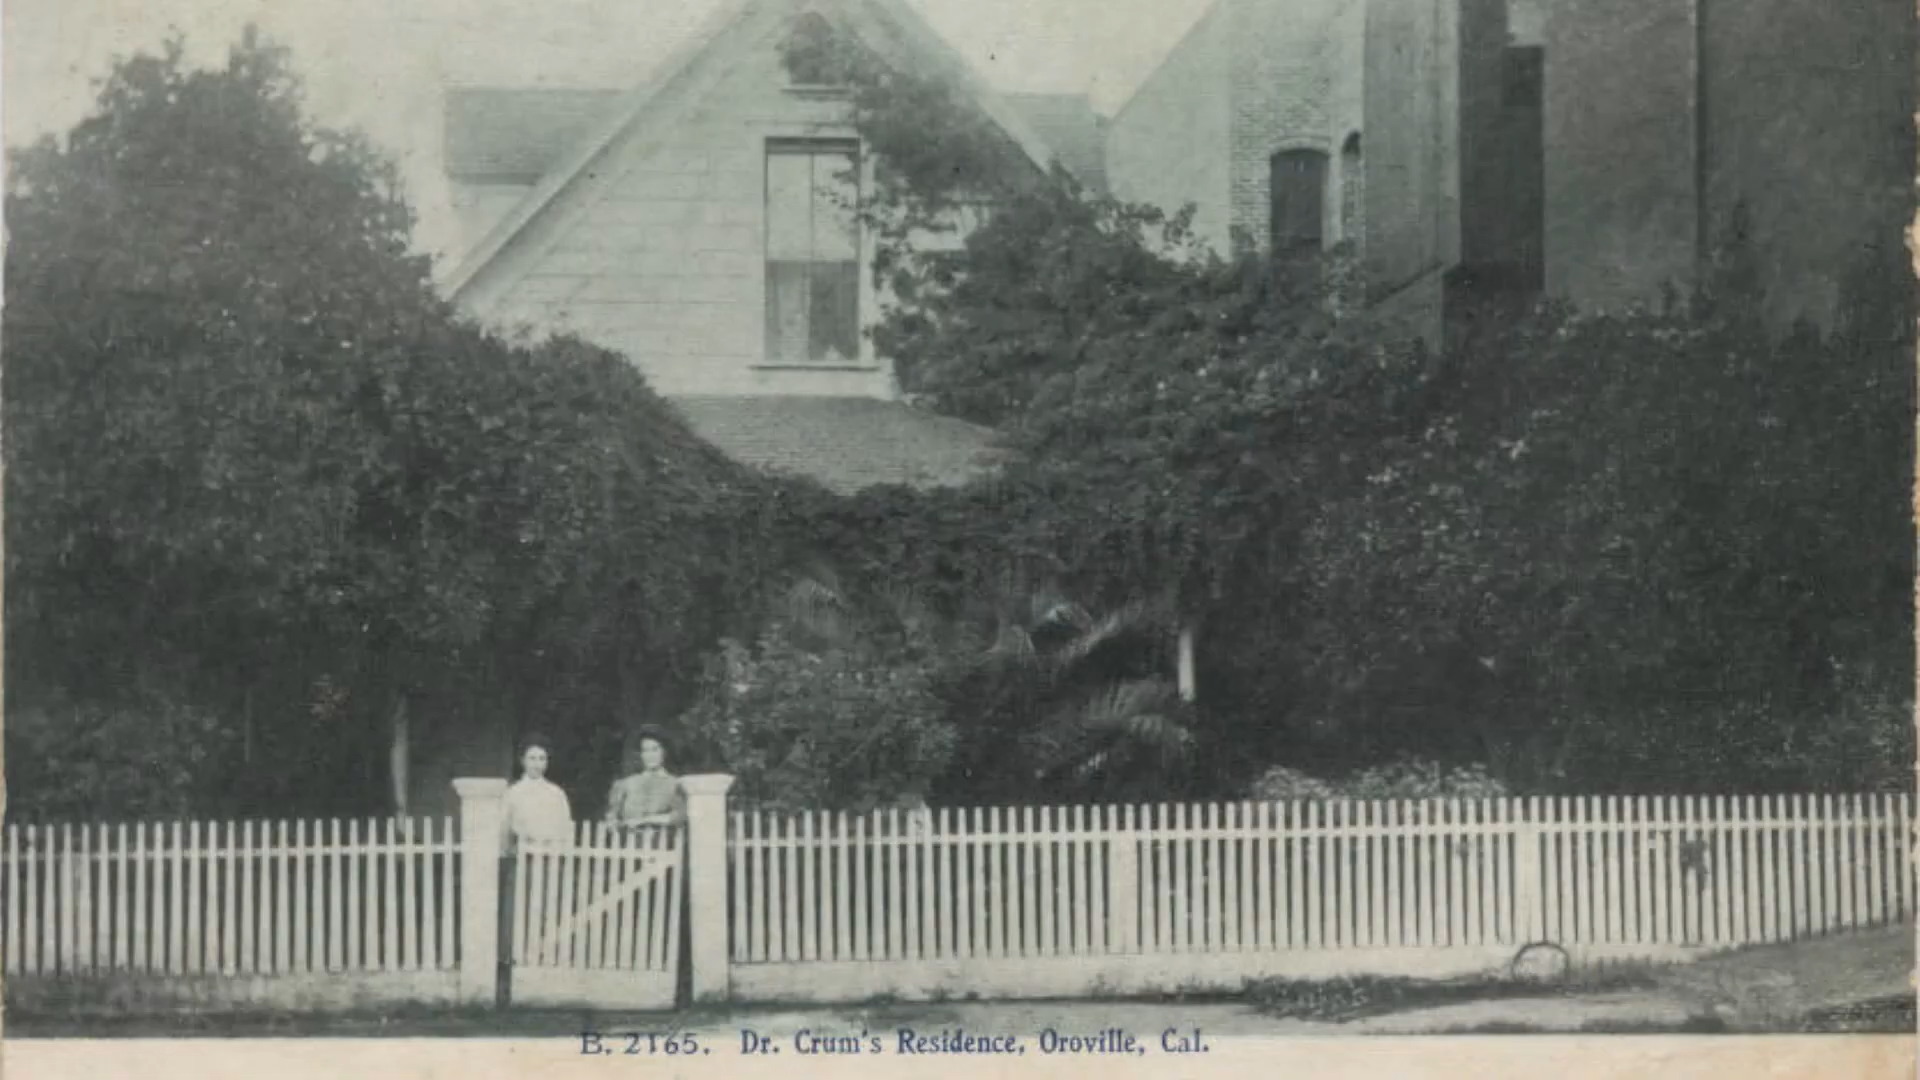 B. 2165. Dr. Crum's Residence, Oroville, Cal.